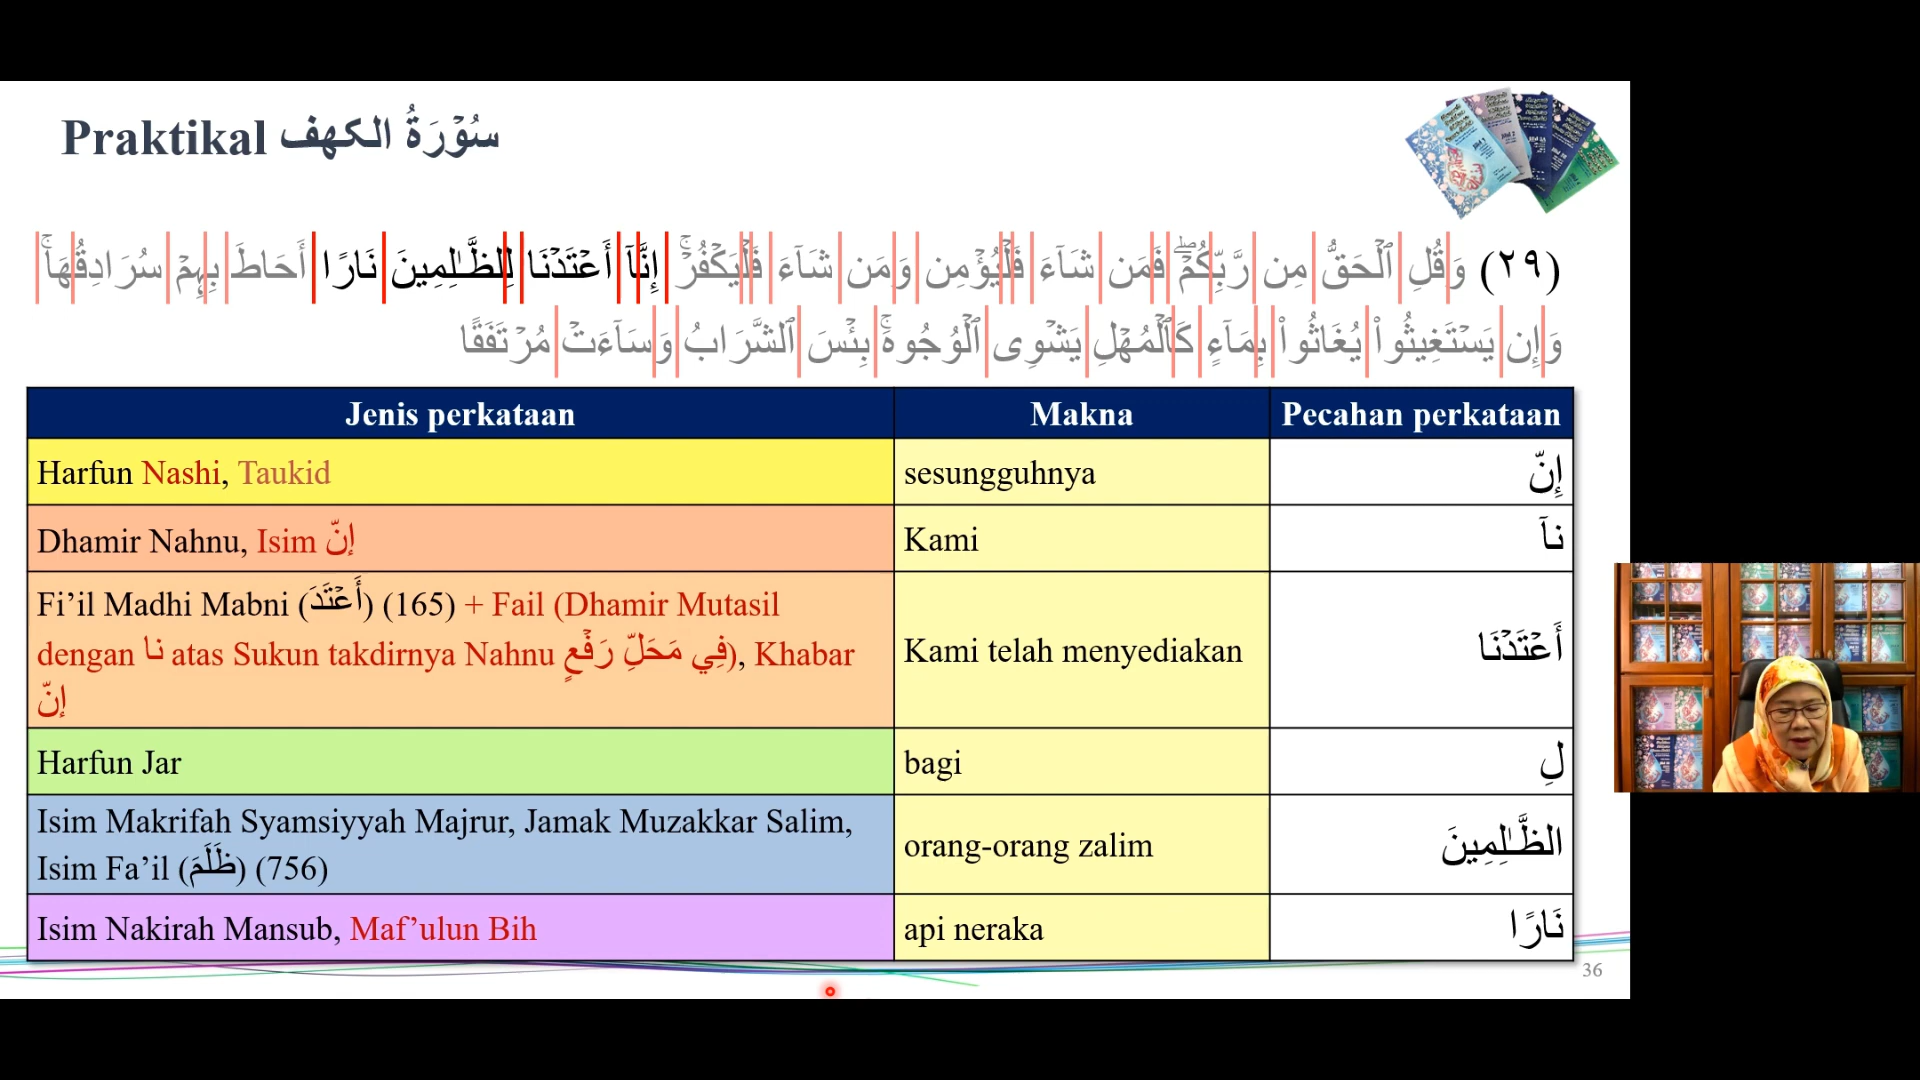 Praktikal سُوۡرَةُ الكهف
(٢٩) وَقُلِ ٱلۡحَقُّ مِن رَّبِّكُمۡۖ فَمَن شَآءَ فَلۡيُؤۡمِن وَمَن شَآءَ فَلۡيَكۡفُرۡۚ إِنَّآ أَعۡتَدۡنَا لِلظَّـٰلِمِينَ نَارًا أَحَاطَ بِهِمۡ سُرَادِقُهَاۚ
وَإِن يَسۡتَغِيثُواْ يُغَاثُواْ بِمَآءٍ كَٱلۡمُهۡلِ يَشۡوِى ٱلۡوُجُوهَۚ بِئۡسَ ٱلشَّرَابُ وَسَآءَتۡ مُرۡتَفَقًا
Jenis perkataan Makna Pecahan perkataan
Harfun Nashi, Taukid sesungguhnya إِنّ
Dhamir Nahnu, Isim إنّ Kami نآ
Fi’il Madhi Mabni (أَعۡتَدَ) (165) + Fail (Dhamir Mutasil
dengan نا atas Sukun takdirnya Nahnu فِي مَحَلِّ رَفۡعٍ), Khabar
إنّ
Kami telah menyediakan أَعۡتَدۡنَا
Harfun Jar bagi لِ
Isim Makrifah Syamsiyyah Majrur, Jamak Muzakkar Salim,
Isim Fa’il (ظَلَمَ) (756)
orang-orang zalim الظَّـٰلِمِينَ
Isim Nakirah Mansub, Maf’ulun Bih api neraka نَارًا
36